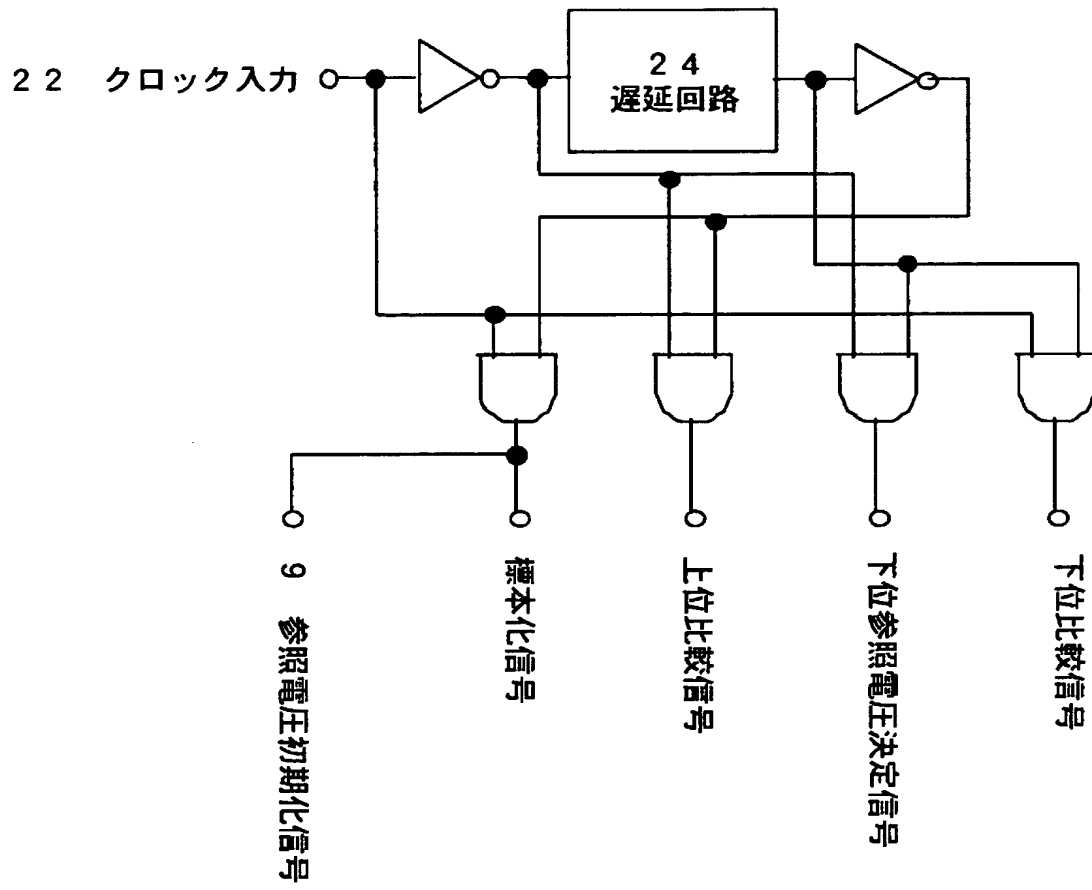 22 クロック入力
24
遅延回路
9 参照電圧初期化信号
標本化信号
上位比較信号
下位参照電圧決定信号
下位比較信号